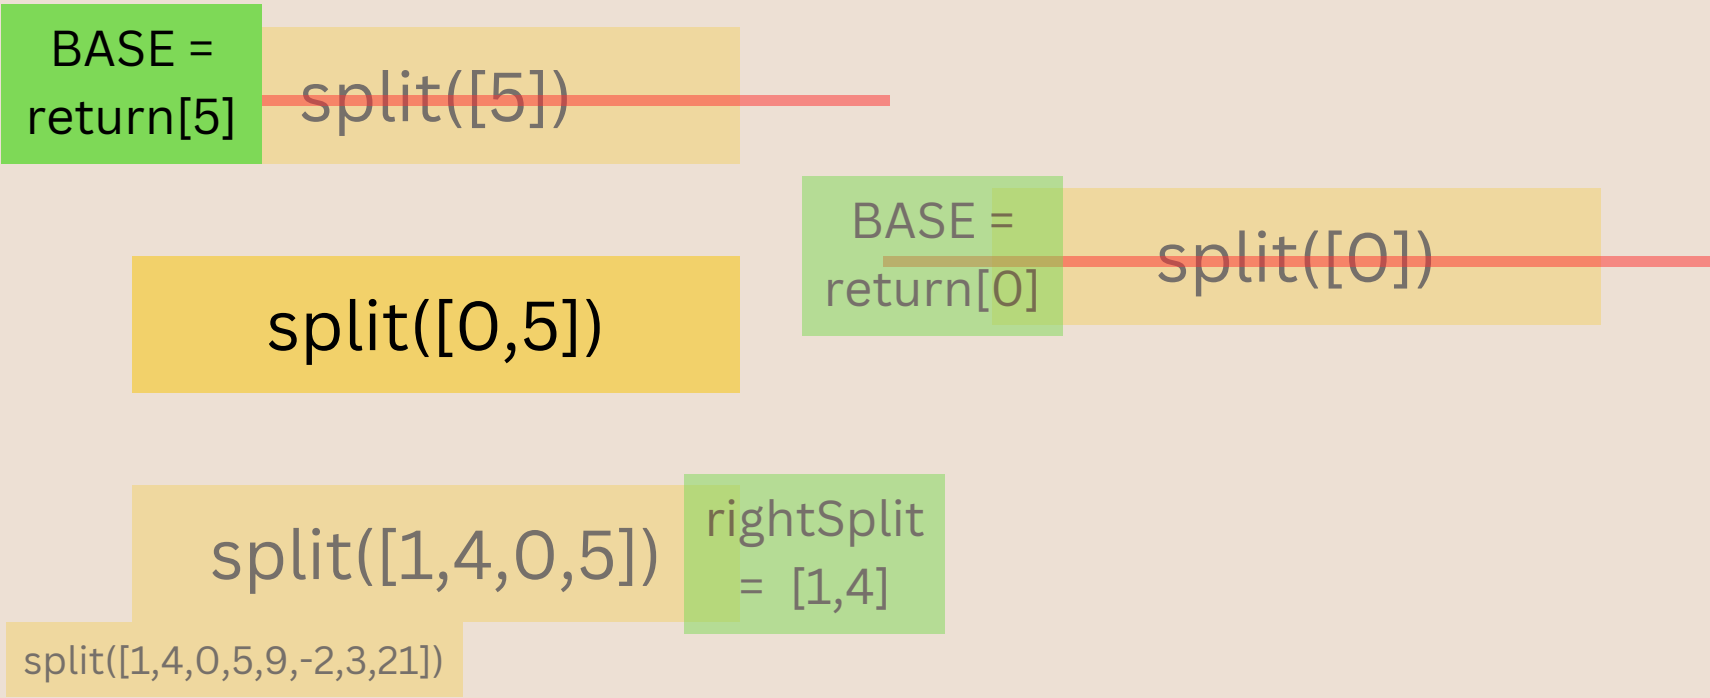 BASE =
return[5]
split([5])
BASE =
return[0]
split([0])
split([0,5])
split([1,4,0,5])
rightSplit
= [1,4]
split([1,4,0,5,9,-2,3,21])